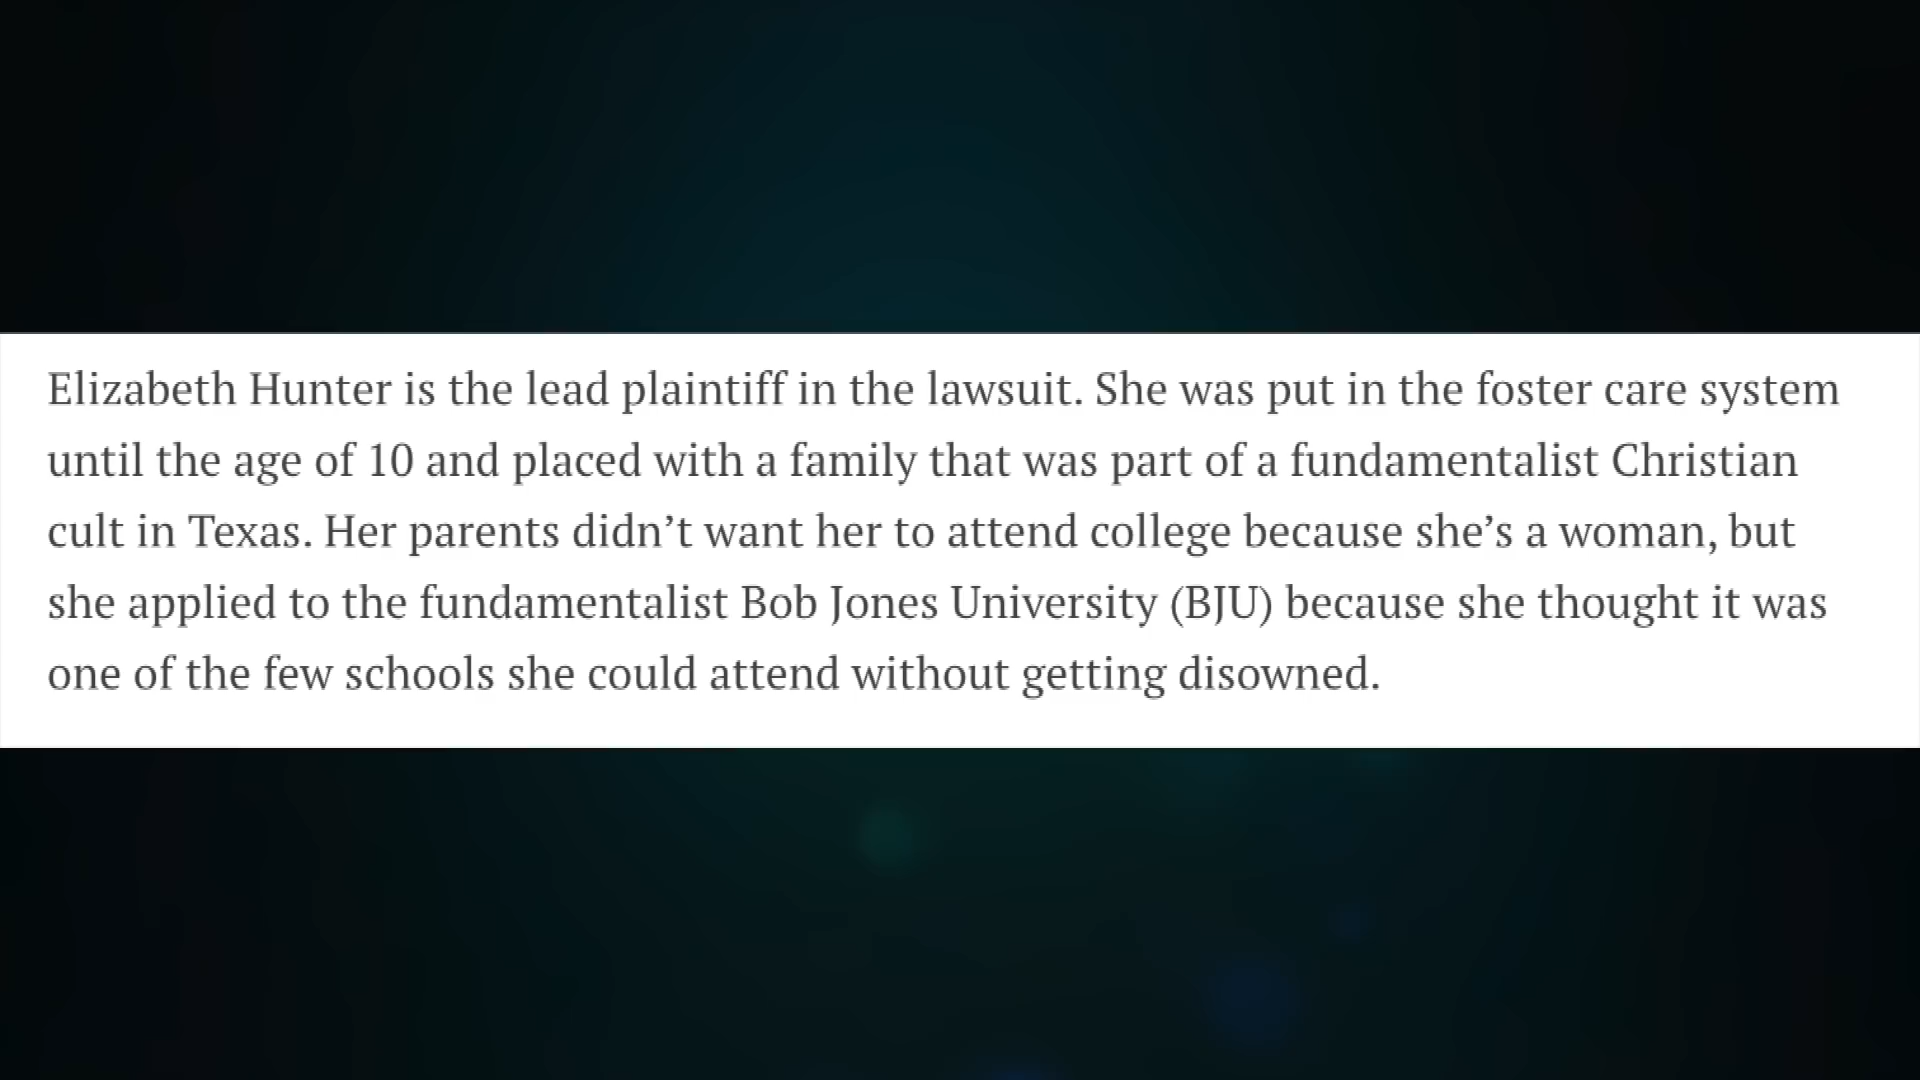 Elizabeth Hunter is the lead plaintiff in the lawsuit. She was put in the foster care system
until the age of 10 and placed with a family that was part of a fundamentalist Christian
cult in Texas. Her parents didn’t want her to attend college because she’s a woman, but
she applied to the fundamentalist Bob Jones University (BJU) because she thought it was
one of the few schools she could attend without getting disowned.